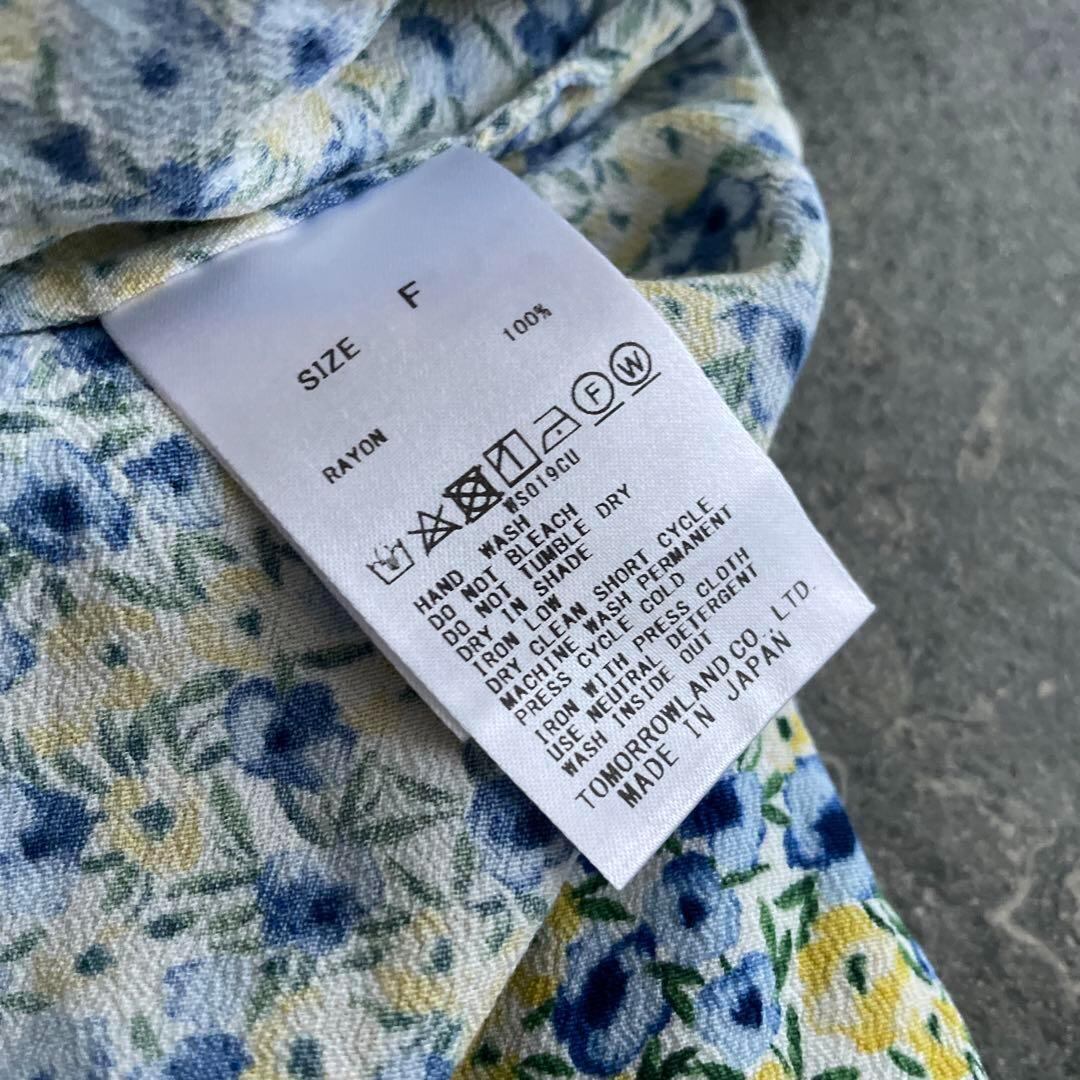 SIZE F
RAYON 100%
F W
WS019CU
HAND WASH
DO NOT BLEACH
DO NOT TUMBLE DRY
DRY IN SHADE
IRON LOW
DRY CLEAN SHORT CYCLE
MACHINE WASH PERMANENT
PRESS CYCLE COLD
IRON WITH PRESS CLOTH
USE NEUTRAL DETERGENT
WASH INSIDE OUT
TOMORROWLAND CO., LTD.
MADE IN JAPAN